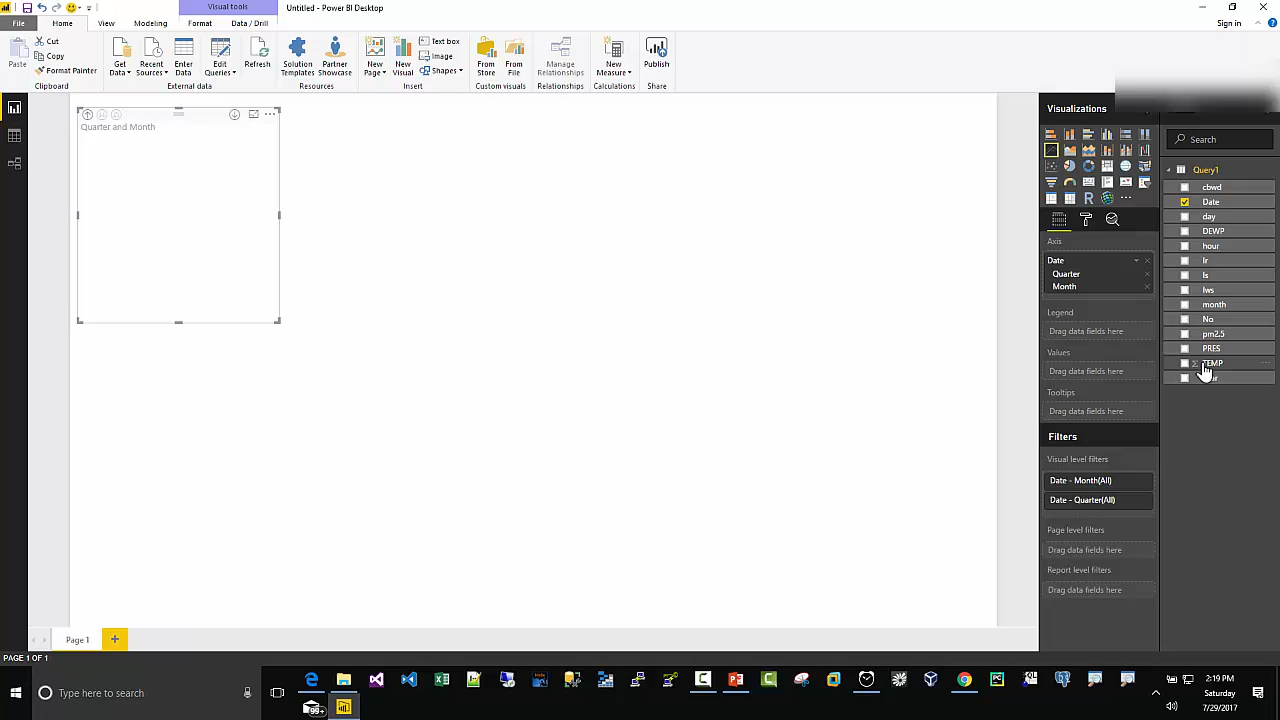 Visual tools
Untitled - Power BI Desktop
Sign in
File
Home
View
Modeling
Format
Data / Drill
Paste
Cut
Copy
Format Painter
Clipboard
Get
Data
Recent
Sources
Enter
Data
Edit
Queries
Refresh
External data
Solution
Templates
Partner
Showcase
Resources
New
Page
New
Visual
Text box
Image
Shapes
Insert
From
Store
From
File
Custom visuals
Manage
Relationships
Relationships
New
Measure
Calculations
Publish
Share
Quarter and Month
Visualizations
Axis
Date
Quarter
Month
Legend
Drag data fields here
Values
Drag data fields here
Tooltips
Drag data fields here
Filters
Visual level filters
Date - Month(All)
Date - Quarter(All)
Page level filters
Drag data fields here
Report level filters
Drag data fields here
Search
Query1
cbwd
Date
day
DEWP
hour
Ir
Is
Iws
month
No
pm2.5
PRES
TEMP
Page 1
PAGE 1 OF 1
Type here to search
99+
2:19 PM
Saturday
7/29/2017